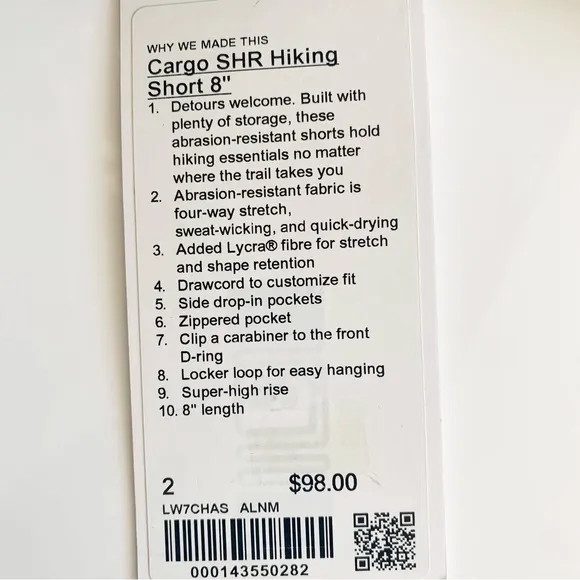 WHY WE MADE THIS
Cargo SHR Hiking
Short 8"
1. Detours welcome. Built with
plenty of storage, these
abrasion-resistant shorts hold
hiking essentials no matter
where the trail takes you
2. Abrasion-resistant fabric is
four-way stretch,
sweat-wicking, and quick-drying
3. Added Lycra® fibre for stretch
and shape retention
4. Drawcord to customize fit
5. Side drop-in pockets
6. Zippered pocket
7. Clip a carabiner to the front
D-ring
8. Locker loop for easy hanging
9. Super-high rise
10. 8" length
2 $98.00
LW7CHAS ALNM
000143550282